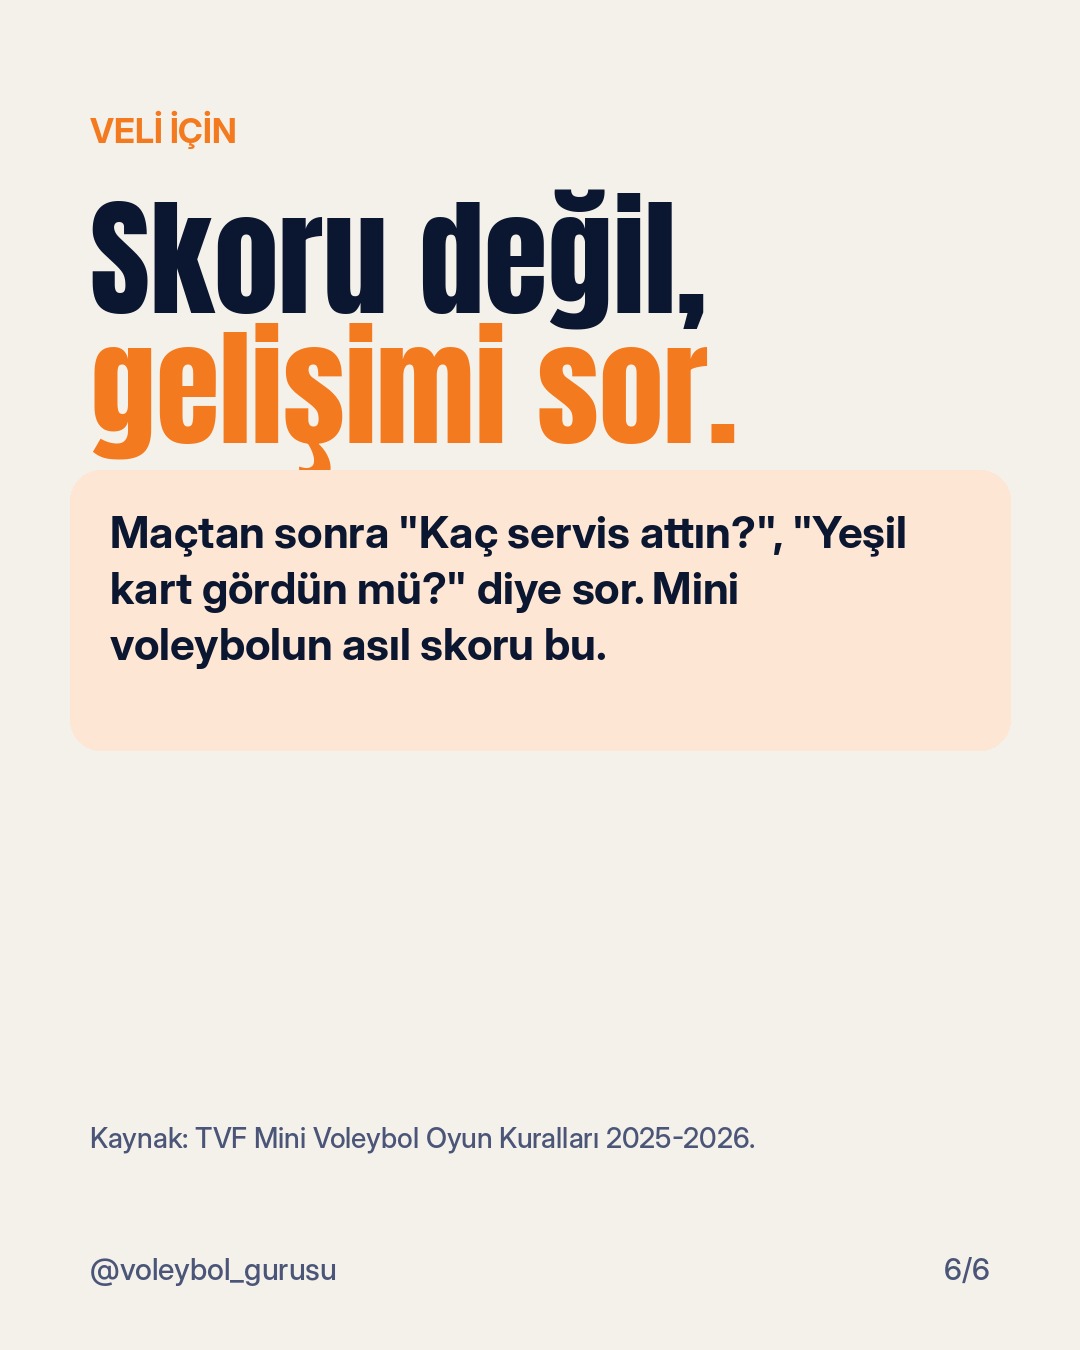 VELİ İÇİN
Skoru değil,
gelişimi sor.
Maçtan sonra "Kaç servis attın?", "Yeşil
kart gördün mü?" diye sor. Mini
voleybolun asıl skoru bu.
Kaynak: TVF Mini Voleybol Oyun Kuralları 2025-2026.
@voleybol_gurusu
6/6